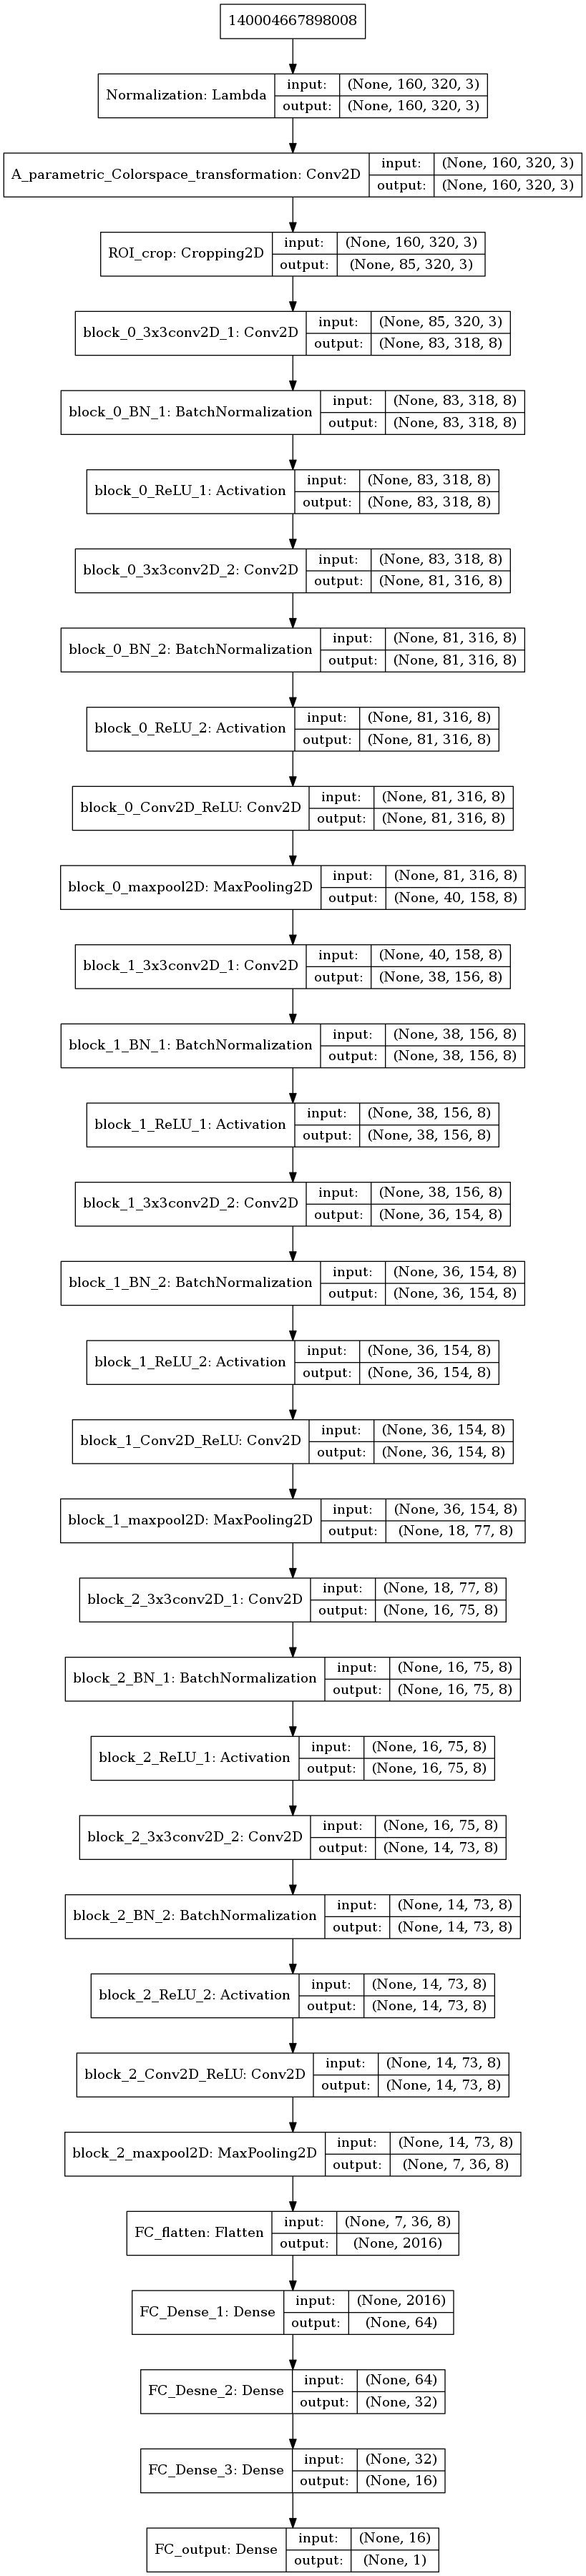 140004667898008
Normalization: Lambda
input: (None, 160, 320, 3)
output: (None, 160, 320, 3)
A_parametric_Colorspace_transformation: Conv2D
input: (None, 160, 320, 3)
output: (None, 160, 320, 3)
ROI_crop: Cropping2D
input: (None, 160, 320, 3)
output: (None, 85, 320, 3)
block_0_3x3conv2D_1: Conv2D
input: (None, 85, 320, 3)
output: (None, 83, 318, 8)
block_0_BN_1: BatchNormalization
input: (None, 83, 318, 8)
output: (None, 83, 318, 8)
block_0_ReLU_1: Activation
input: (None, 83, 318, 8)
output: (None, 83, 318, 8)
block_0_3x3conv2D_2: Conv2D
input: (None, 83, 318, 8)
output: (None, 81, 316, 8)
block_0_BN_2: BatchNormalization
input: (None, 81, 316, 8)
output: (None, 81, 316, 8)
block_0_ReLU_2: Activation
input: (None, 81, 316, 8)
output: (None, 81, 316, 8)
block_0_Conv2D_ReLU: Conv2D
input: (None, 81, 316, 8)
output: (None, 81, 316, 8)
block_0_maxpool2D: MaxPooling2D
input: (None, 81, 316, 8)
output: (None, 40, 158, 8)
block_1_3x3conv2D_1: Conv2D
input: (None, 40, 158, 8)
output: (None, 38, 156, 8)
block_1_BN_1: BatchNormalization
input: (None, 38, 156, 8)
output: (None, 38, 156, 8)
block_1_ReLU_1: Activation
input: (None, 38, 156, 8)
output: (None, 38, 156, 8)
block_1_3x3conv2D_2: Conv2D
input: (None, 38, 156, 8)
output: (None, 36, 154, 8)
block_1_BN_2: BatchNormalization
input: (None, 36, 154, 8)
output: (None, 36, 154, 8)
block_1_ReLU_2: Activation
input: (None, 36, 154, 8)
output: (None, 36, 154, 8)
block_1_Conv2D_ReLU: Conv2D
input: (None, 36, 154, 8)
output: (None, 36, 154, 8)
block_1_maxpool2D: MaxPooling2D
input: (None, 36, 154, 8)
output: (None, 18, 77, 8)
block_2_3x3conv2D_1: Conv2D
input: (None, 18, 77, 8)
output: (None, 16, 75, 8)
block_2_BN_1: BatchNormalization
input: (None, 16, 75, 8)
output: (None, 16, 75, 8)
block_2_ReLU_1: Activation
input: (None, 16, 75, 8)
output: (None, 16, 75, 8)
block_2_3x3conv2D_2: Conv2D
input: (None, 16, 75, 8)
output: (None, 14, 73, 8)
block_2_BN_2: BatchNormalization
input: (None, 14, 73, 8)
output: (None, 14, 73, 8)
block_2_ReLU_2: Activation
input: (None, 14, 73, 8)
output: (None, 14, 73, 8)
block_2_Conv2D_ReLU: Conv2D
input: (None, 14, 73, 8)
output: (None, 14, 73, 8)
block_2_maxpool2D: MaxPooling2D
input: (None, 14, 73, 8)
output: (None, 7, 36, 8)
FC_flatten: Flatten
input: (None, 7, 36, 8)
output: (None, 2016)
FC_Dense_1: Dense
input: (None, 2016)
output: (None, 64)
FC_Desne_2: Dense
input: (None, 64)
output: (None, 32)
FC_Dense_3: Dense
input: (None, 32)
output: (None, 16)
FC_output: Dense
input: (None, 16)
output: (None, 1)